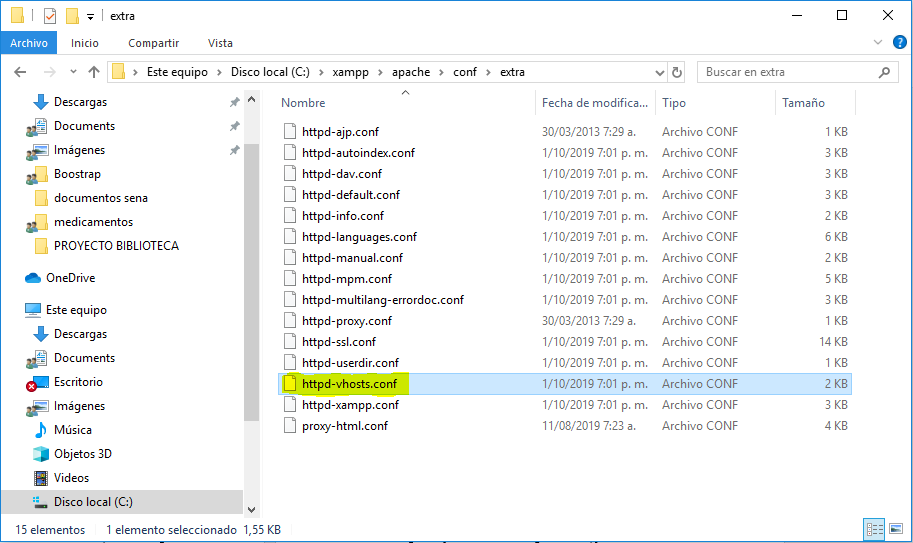 extra
Archivo Inicio Compartir Vista
Este equipo Disco local (C:) xampp apache conf extra
Buscar en extra
Descargas
Documents
Imágenes
Boostrap
documentos sena
medicamentos
PROYECTO BIBLIOTECA
OneDrive
Este equipo
Descargas
Documents
Escritorio
Imágenes
Música
Objetos 3D
Videos
Disco local (C:)
Nombre Fecha de modifica... Tipo Tamaño
httpd-ajp.conf 30/03/2013 7:29 a. Archivo CONF 1 KB
httpd-autoindex.conf 1/10/2019 7:01 p. m. Archivo CONF 3 KB
httpd-dav.conf 1/10/2019 7:01 p. m. Archivo CONF 3 KB
httpd-default.conf 1/10/2019 7:01 p. m. Archivo CONF 3 KB
httpd-info.conf 1/10/2019 7:01 p. m. Archivo CONF 2 KB
httpd-languages.conf 1/10/2019 7:01 p. m. Archivo CONF 6 KB
httpd-manual.conf 1/10/2019 7:01 p. m. Archivo CONF 2 KB
httpd-mpm.conf 1/10/2019 7:01 p. m. Archivo CONF 5 KB
httpd-multilang-errordoc.conf 1/10/2019 7:01 p. m. Archivo CONF 3 KB
httpd-proxy.conf 30/03/2013 7:29 a. Archivo CONF 1 KB
httpd-ssl.conf 1/10/2019 7:01 p. m. Archivo CONF 14 KB
httpd-userdir.conf 1/10/2019 7:01 p. m. Archivo CONF 1 KB
httpd-vhosts.conf 1/10/2019 7:01 p. m. Archivo CONF 2 KB
httpd-xampp.conf 1/10/2019 7:01 p. m. Archivo CONF 3 KB
proxy-html.conf 11/08/2019 7:23 a. Archivo CONF 4 KB
15 elementos 1 elemento seleccionado 1,55 KB